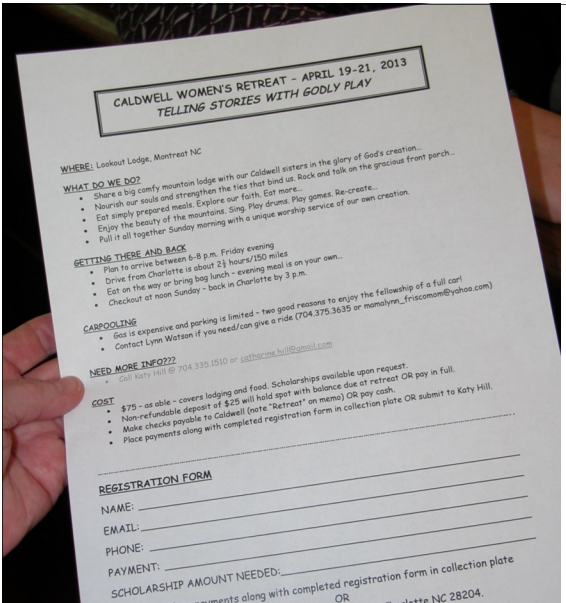 CALDWELL WOMEN'S RETREAT - APRIL 19-21, 2013
TELLING STORIES WITH GODLY PLAY
WHERE: Lookout Lodge, Montreat NC
WHAT DO WE DO?
• Share a big comfy mountain lodge with our Caldwell sisters in the glory of God's creation...
• Nourish our souls and strengthen the ties that bind us. Rock and talk on the gracious front porch...
• Eat simply prepared meals. Explore our faith. Eat more...
• Enjoy the beauty of the mountains. Sing. Play drums. Play games. Re-create...
• Pull it all together Sunday morning with a unique worship service of our own creation.
GETTING THERE AND BACK
• Plan to arrive between 6-8 p.m. Friday evening
• Drive from Charlotte is about 2½ hours/150 miles
• Eat on the way or bring bag lunch - evening meal is on your own...
• Checkout at noon Sunday - back in Charlotte by 3 p.m.
CARPOOLING
• Gas is expensive and parking is limited - two good reasons to enjoy the fellowship of a full car!
• Contact Lynn Watson if you need/can give a ride (704.375.3635 or mamalynn_friscomom@yahoo.com)
NEED MORE INFO???
• Call Katy Hill @ 704.335.1510 or catharine.hill@gmail.com
COST
• $75 - as able - covers lodging and food. Scholarships available upon request.
• Non-refundable deposit of $25 will hold spot with balance due at retreat OR pay in full.
• Make checks payable to Caldwell (note "Retreat" on memo) OR pay cash.
• Place payments along with completed registration form in collection plate OR submit to Katy Hill.
REGISTRATION FORM
NAME:
EMAIL:
PHONE:
PAYMENT:
SCHOLARSHIP AMOUNT NEEDED:
payments along with completed registration form in collection plate
OR
Charlotte NC 28204.